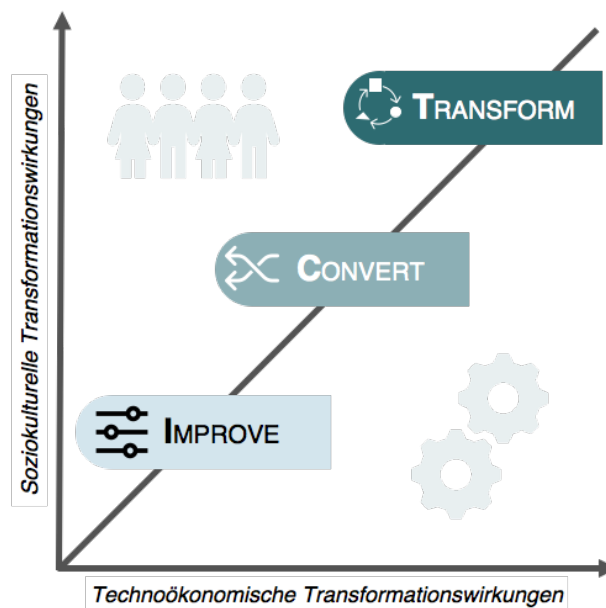 Soziokulturelle Transformationswirkungen
TRANSFORM
CONVERT
IMPROVE
Technoökonomische Transformationswirkungen